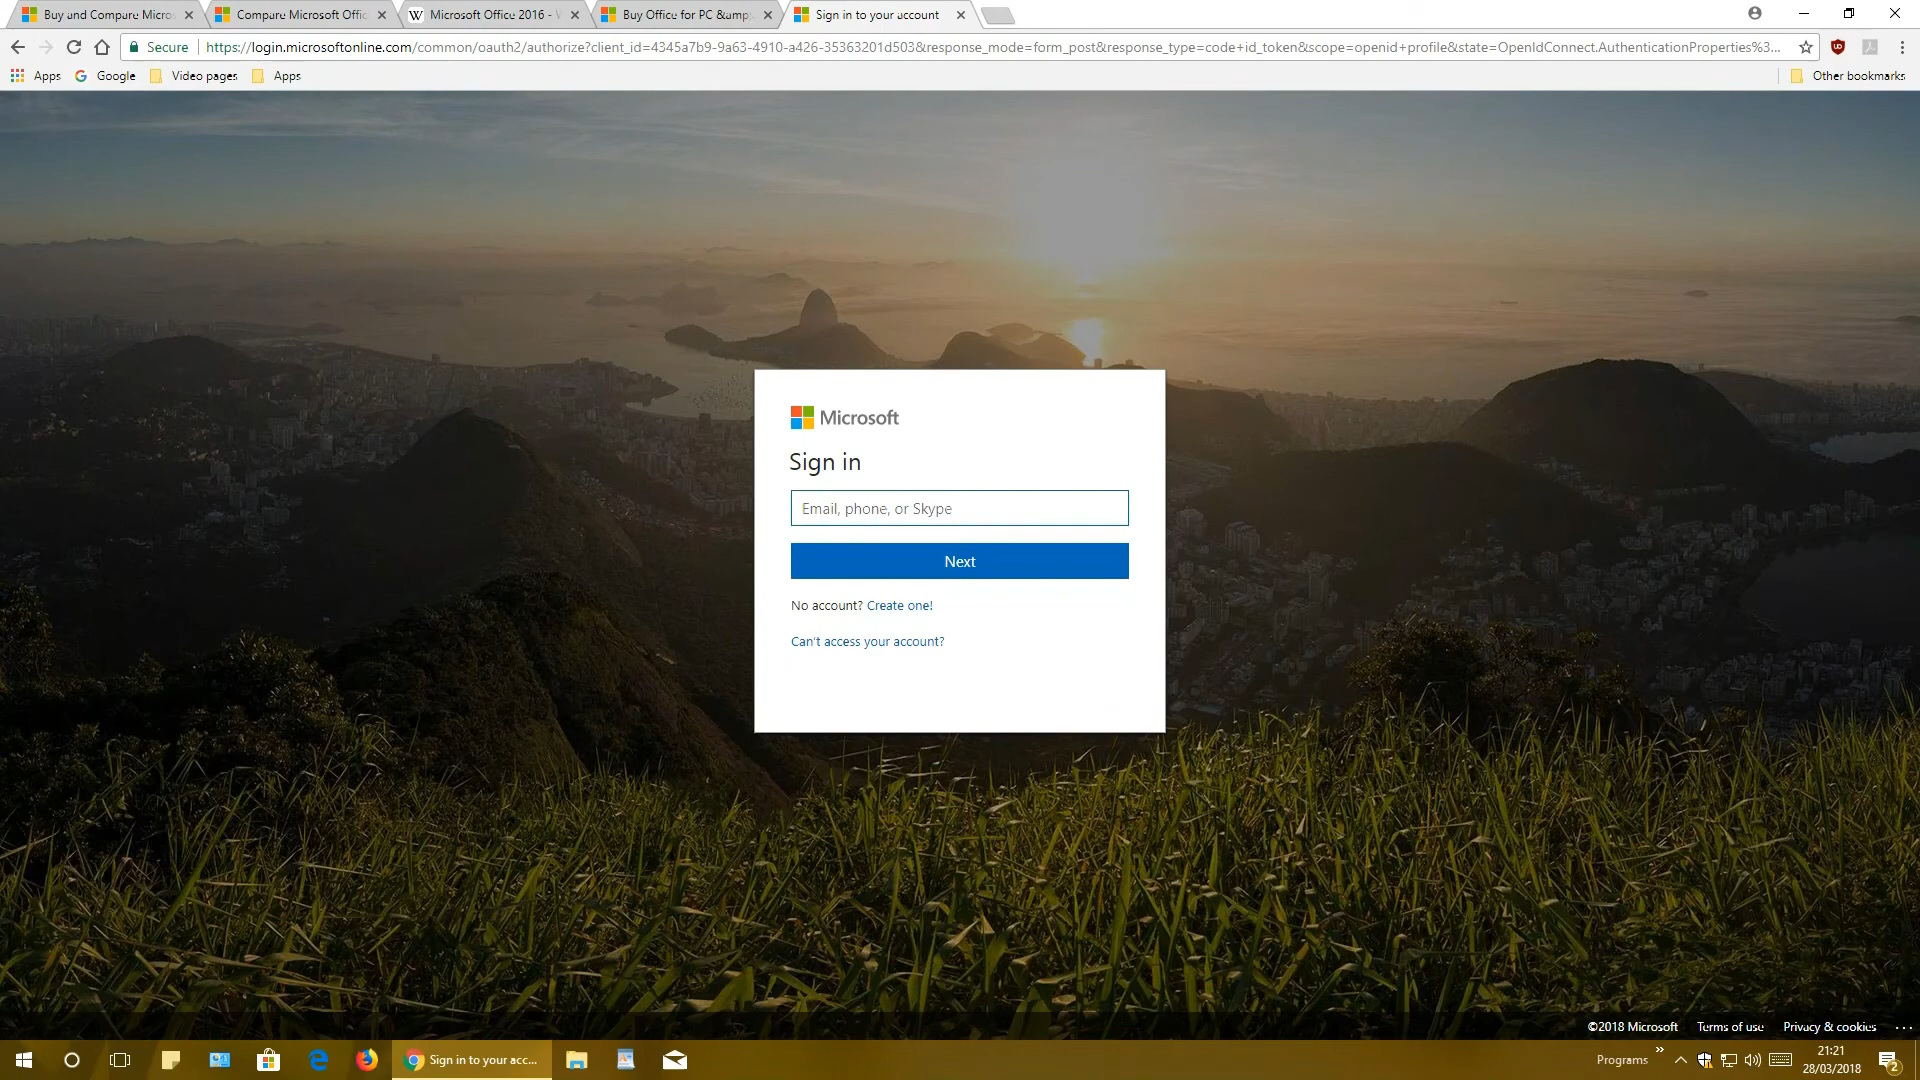 Buy and Compare Micros
Compare Microsoft Offic
W Microsoft Office 2016 -
Buy Office for PC &amp;
Sign in to your account
Secure https://login.microsoftonline.com/common/oauth2/authorize?client_id=4345a7b9-9a63-4910-a426-35363201d503&response_mode=form_post&response_type=code+id_token&scope=openid+profile&state=OpenIdConnect.AuthenticationProperties%3...
Apps Google Video pages Apps Other bookmarks
Microsoft
Sign in
Email, phone, or Skype
Next
No account? Create one!
Can't access your account?
©2018 Microsoft Terms of use Privacy & cookies ...
Sign in to your acc...
Programs
21:21
28/03/2018
2